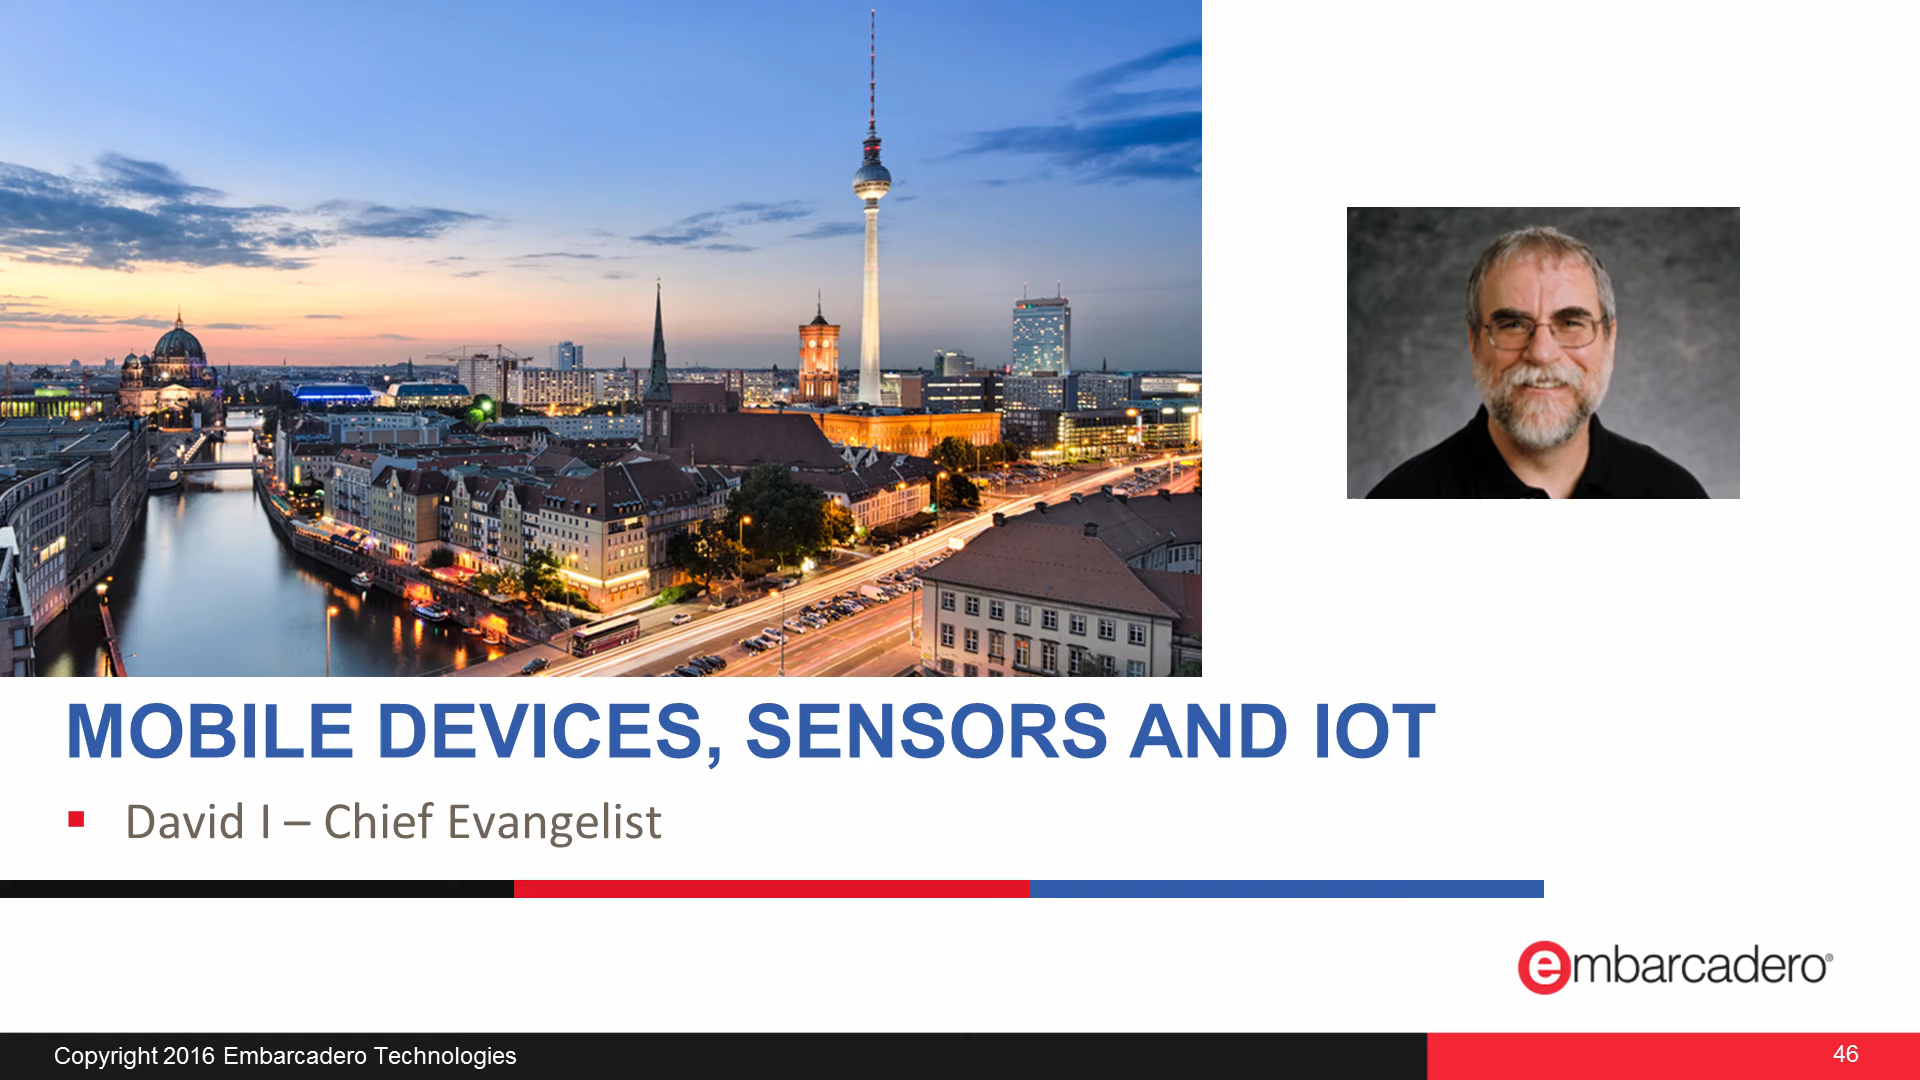 MOBILE DEVICES, SENSORS AND IOT
David I – Chief Evangelist
embarcadero®
Copyright 2016 Embarcadero Technologies
46